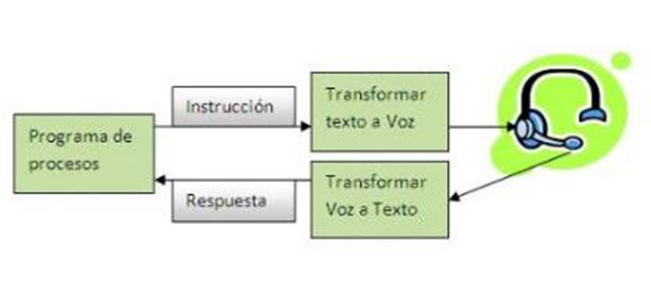 Programa de
procesos
Instrucción
Transformar
texto a Voz
Respuesta
Transformar
Voz a Texto